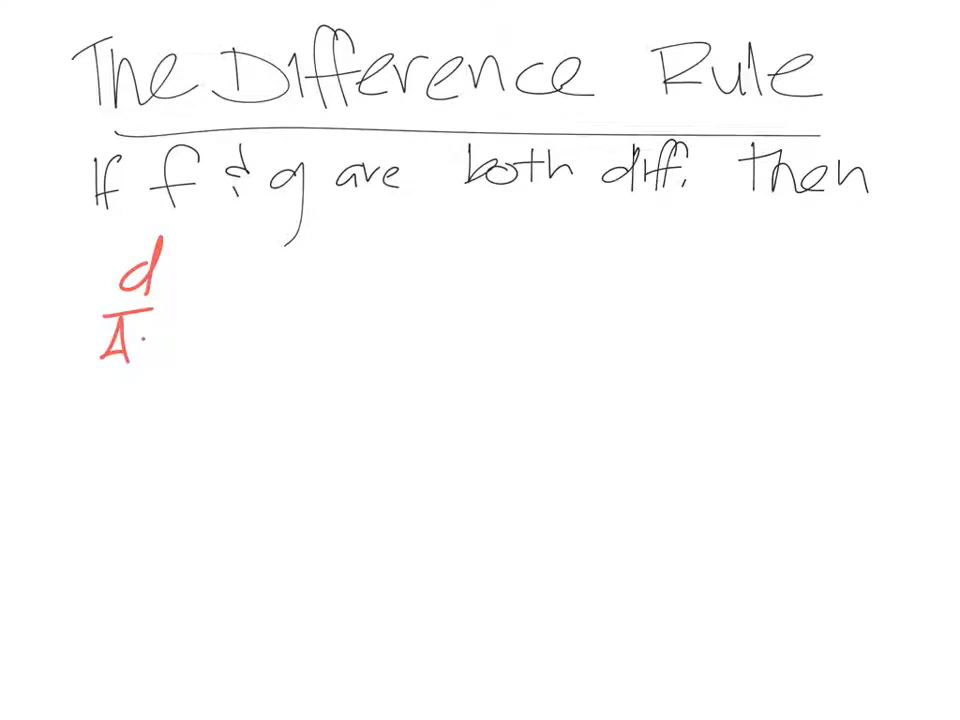 The Difference Rule
If f & g are both diff. then
d
d